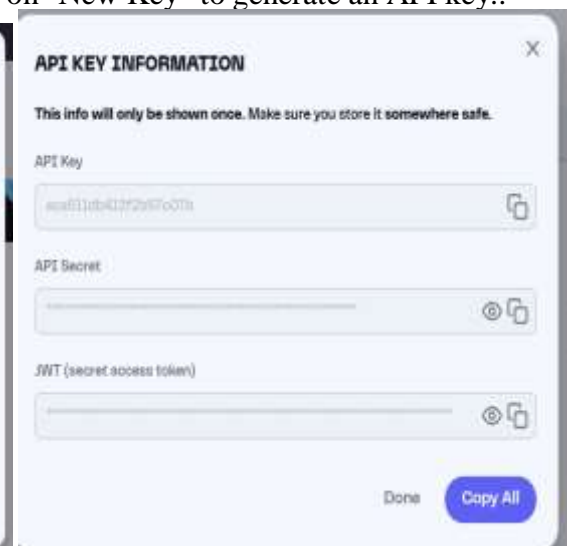 on "New Key" to generate an API key..
API KEY INFORMATION
X
This info will only be shown once. Make sure you store it somewhere safe.
API Key
API Secret
JWT (secret access token)
Done
Copy All